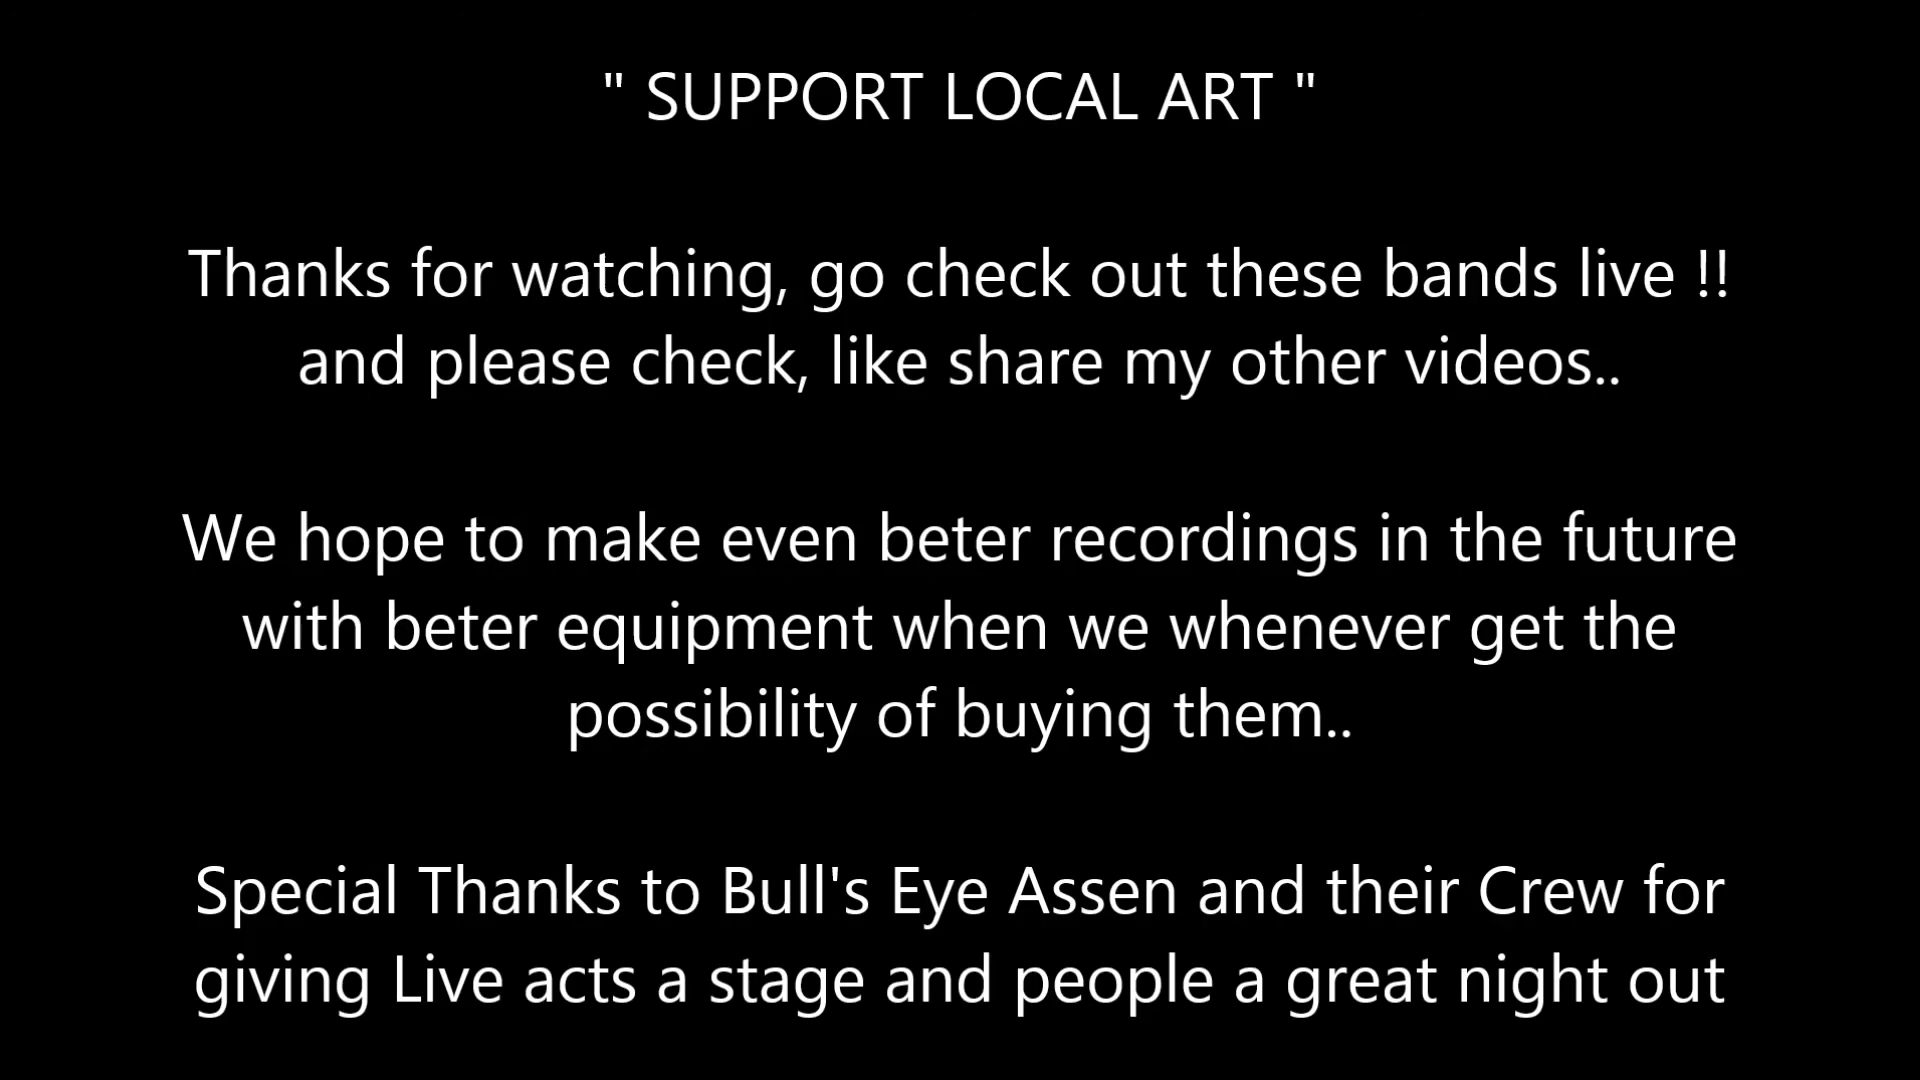 " SUPPORT LOCAL ART "
Thanks for watching, go check out these bands live !!
and please check, like share my other videos..
We hope to make even beter recordings in the future
with beter equipment when we whenever get the
possibility of buying them..
Special Thanks to Bull's Eye Assen and their Crew for
giving Live acts a stage and people a great night out